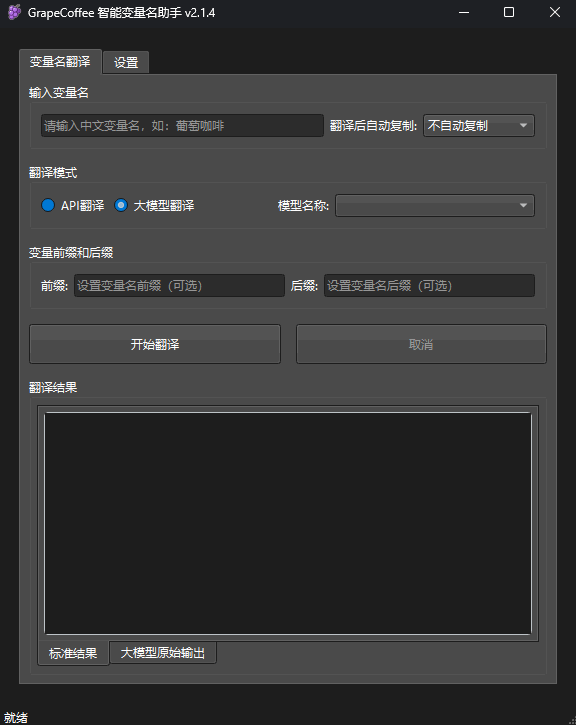 GrapeCoffee 智能变量名助手 v2.1.4
变量名翻译 设置
输入变量名
请输入中文变量名，如：葡萄咖啡 翻译后自动复制: 不自动复制
翻译模式
API翻译 大模型翻译 模型名称:
变量前缀和后缀
前缀: 设置变量名前缀（可选） 后缀: 设置变量名后缀（可选）
开始翻译 取消
翻译结果
标准结果 大模型原始输出
就绪